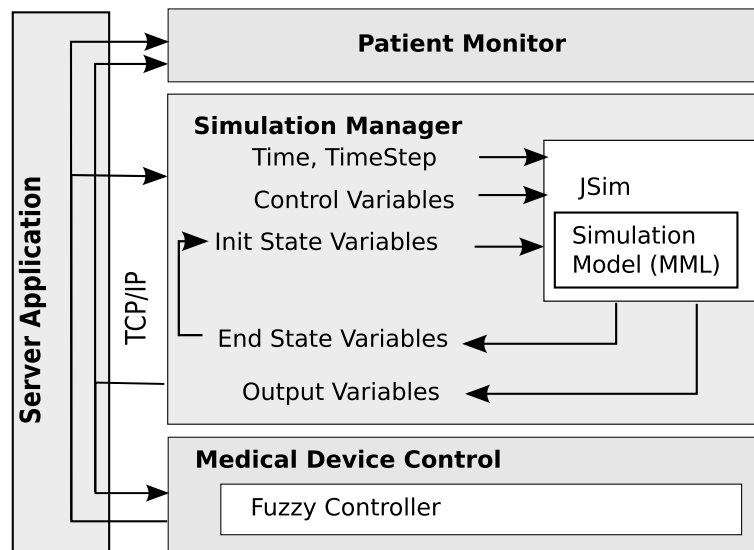 Patient Monitor
Simulation Manager
Time, TimeStep
Control Variables
Init State Variables
JSim
Simulation
Model (MML)
End State Variables
Output Variables
Server Application
TCP/IP
Medical Device Control
Fuzzy Controller